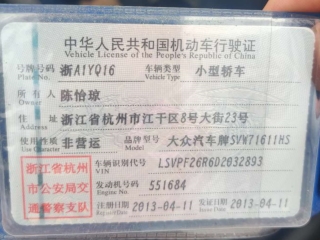 中华人民共和国机动车行驶证
Vehicle License of the People's Republic of China
号牌号码 浙A1YQ16 车辆类型 小型轿车
Plate No. Vehicle Type
所有人 陈怡琼
Owner
住址 浙江省杭州市江干区8号大街23号
Address
使用性质 非营运 品牌型号 大众汽车牌SVW71611HS
Use Character Model
浙江省杭州市公安局交通警察支队
车辆识别代号 LSVPF26R6D2032893
VIN
发动机号码 551684
Engine No.
注册日期 2013-04-11 发证日期 2013-04-11
Register Date Issue Date